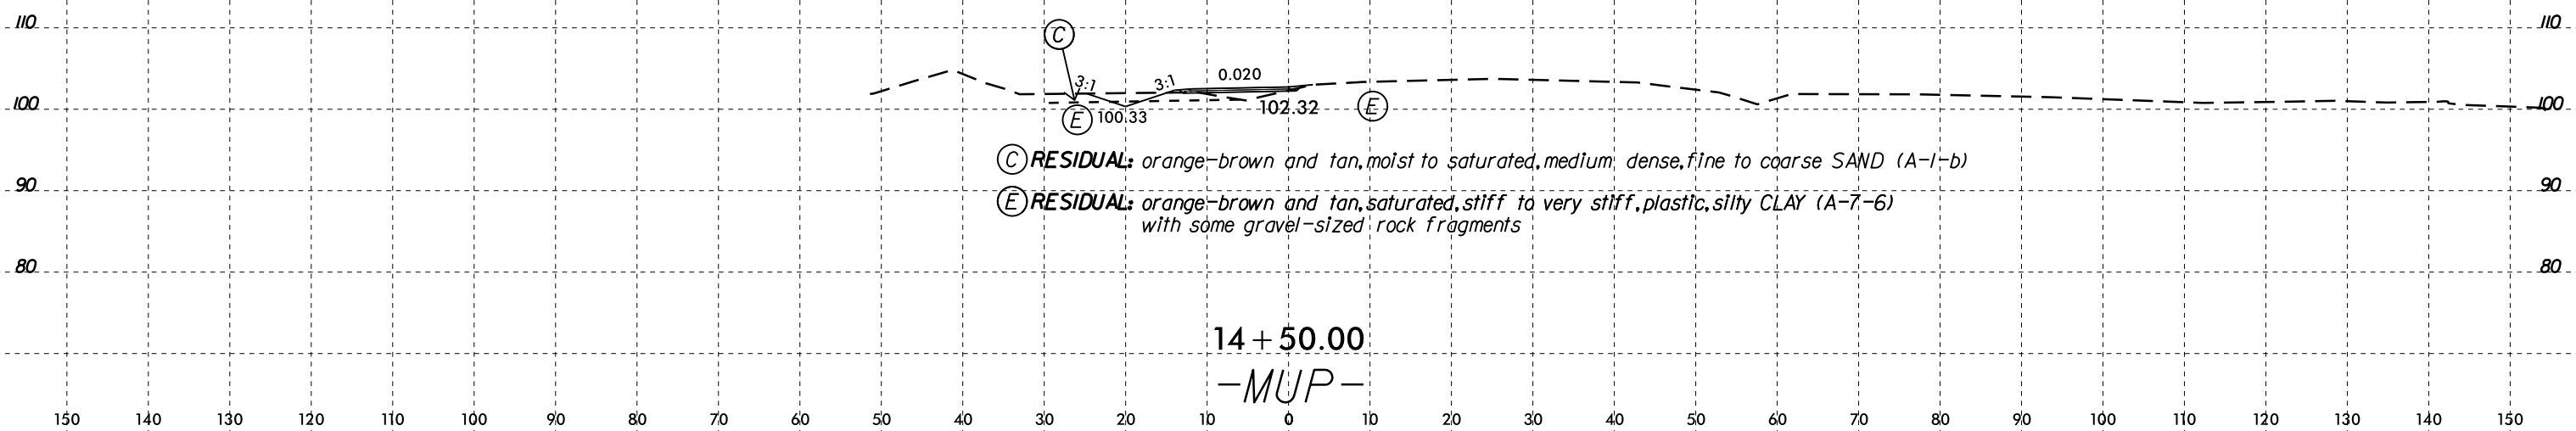 110 110
C
3:1 3:1 0.020
100 100
E 100.33 102.32 E
C RESIDUAL: orange-brown and tan, moist to saturated, medium dense, fine to coarse SAND (A-1-b)
90 90
E RESIDUAL: orange-brown and tan, saturated, stiff to very stiff, plastic, silty CLAY (A-7-6)
with some gravel-sized rock fragments
80 80
14+50.00
-MUP-
150 140 130 120 110 100 90 80 70 60 50 40 30 20 10 0 10 20 30 40 50 60 70 80 90 100 110 120 130 140 150